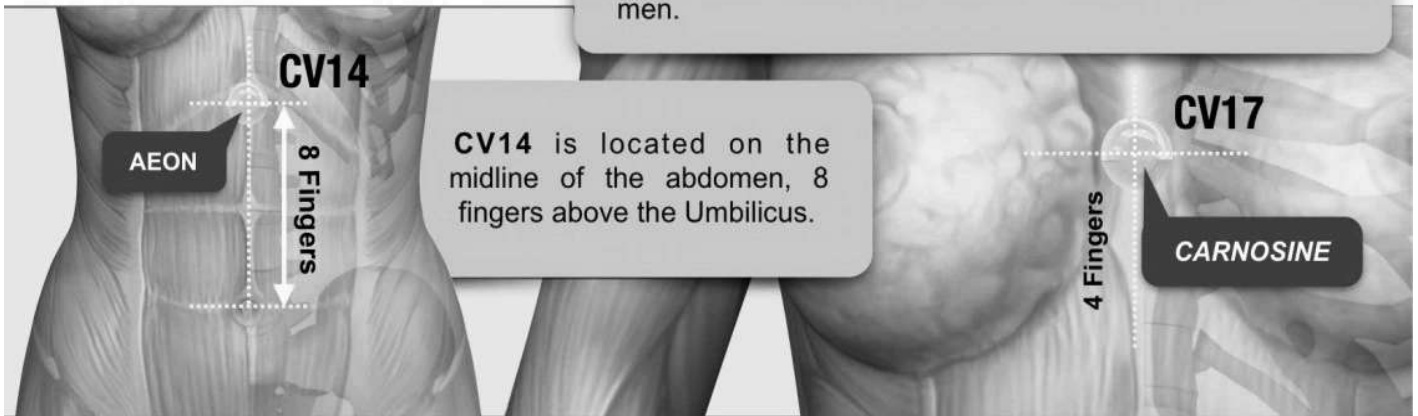 men.
CV14
AEON
8 Fingers
CV14 is located on the
midline of the abdomen, 8
fingers above the Umbilicus.
CV17
4 Fingers
CARNOSINE